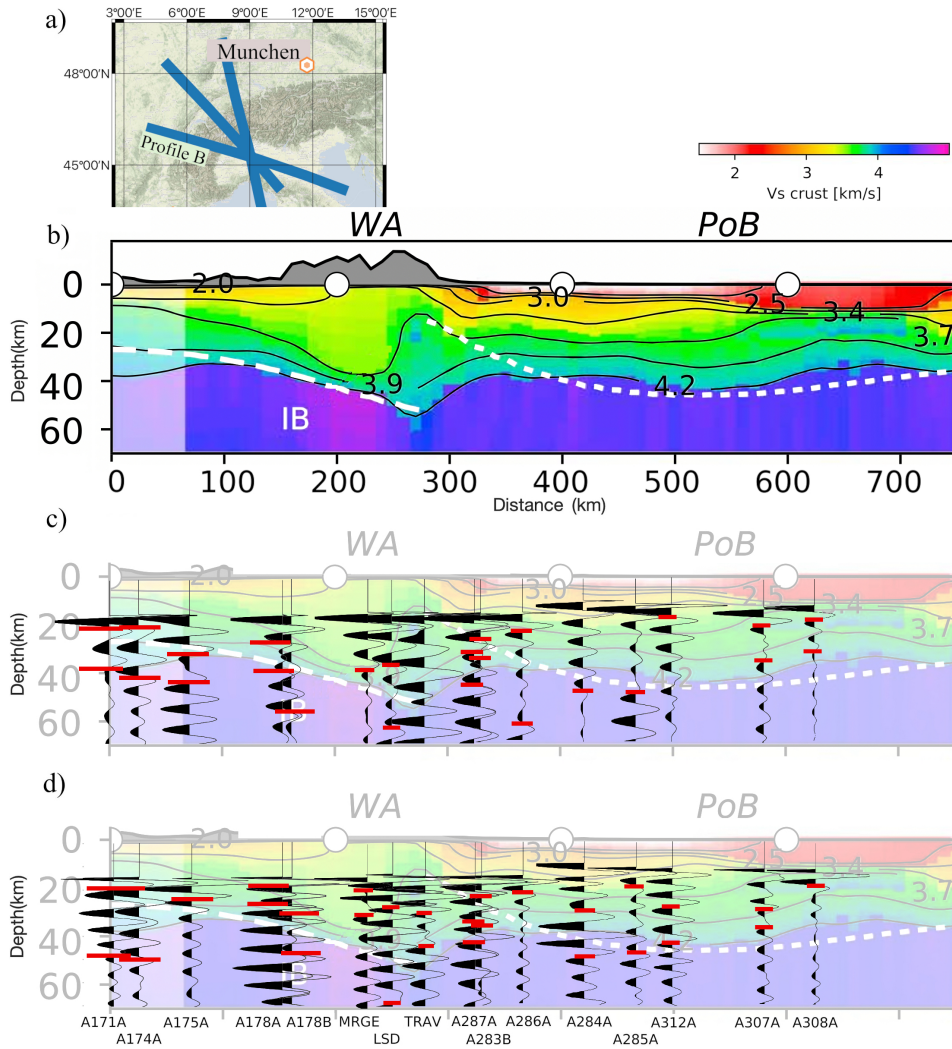 a)
3°00'E 6°00'E 9°00'E 12°00'E 15°00'E
Munchen
48°00'N
Profile B
45°00'N
2 3 4
Vs crust [km/s]
b)
WA PoB
0
20
40
60
Depth(km)
2.0 3.0 2.5 3.4 3.7
3.9 4.2
IB
0 100 200 300 400 500 600 700
Distance (km)
c)
WA PoB
0
20
40
60
Depth(km)
2.0 3.0 2.5 3.4 3.7
4.2
IB
d)
WA PoB
0
20
40
60
Depth(km)
2.0 3.0 2.5 3.4 3.7
IB
A171A A175A A178A A178B MRGE TRAV A287A A286A A284A A312A A307A A308A
A174A LSD A283B A285A